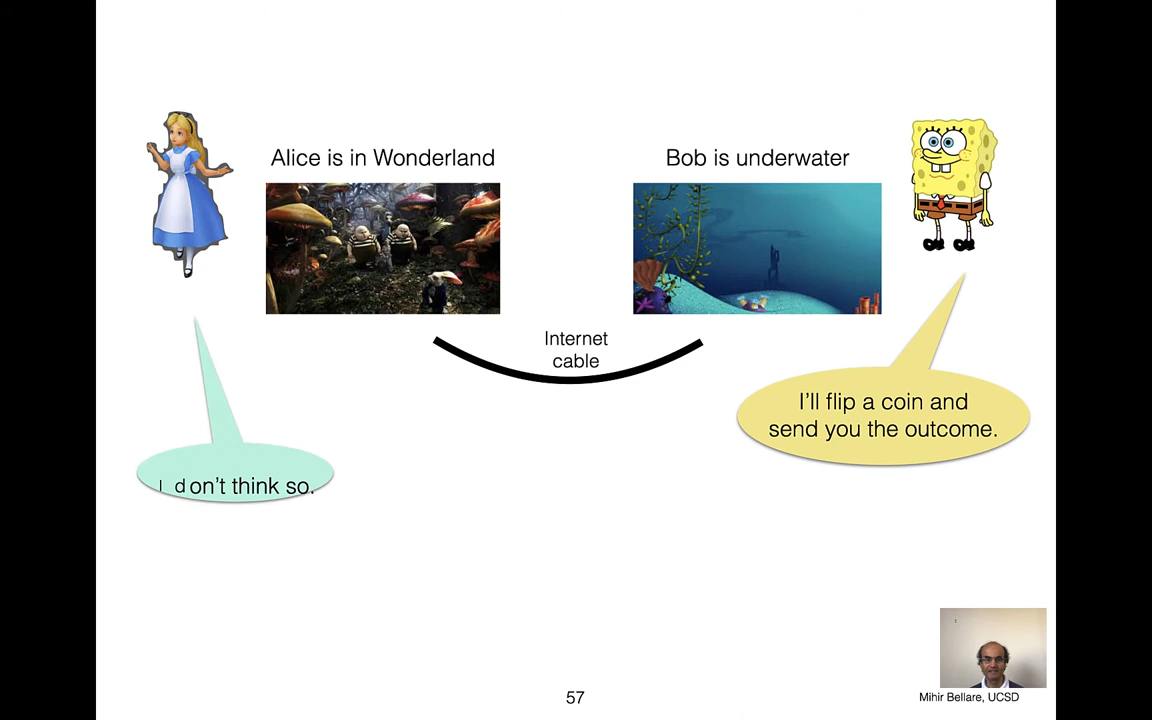 Alice is in Wonderland
Bob is underwater
Internet
cable
I'll flip a coin and
send you the outcome.
I don't think so.
57
Mihir Bellare, UCSD